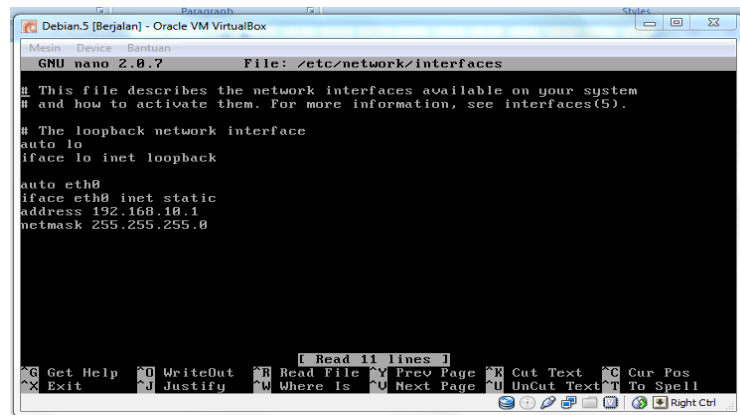 Paragraph
Styles
Debian.5 [Berjalan] - Oracle VM VirtualBox
Mesin Device Bantuan
GNU nano 2.0.7 File: /etc/network/interfaces
# This file describes the network interfaces available on your system
# and how to activate them. For more information, see interfaces(5).
# The loopback network interface
auto lo
iface lo inet loopback
auto eth0
iface eth0 inet static
address 192.168.10.1
netmask 255.255.255.0
[ Read 11 lines ]
^G Get Help ^O WriteOut ^R Read File ^Y Prev Page ^K Cut Text ^C Cur Pos
^X Exit ^J Justify ^W Where Is ^V Next Page ^U UnCut Text ^T To Spell
Right Ctrl